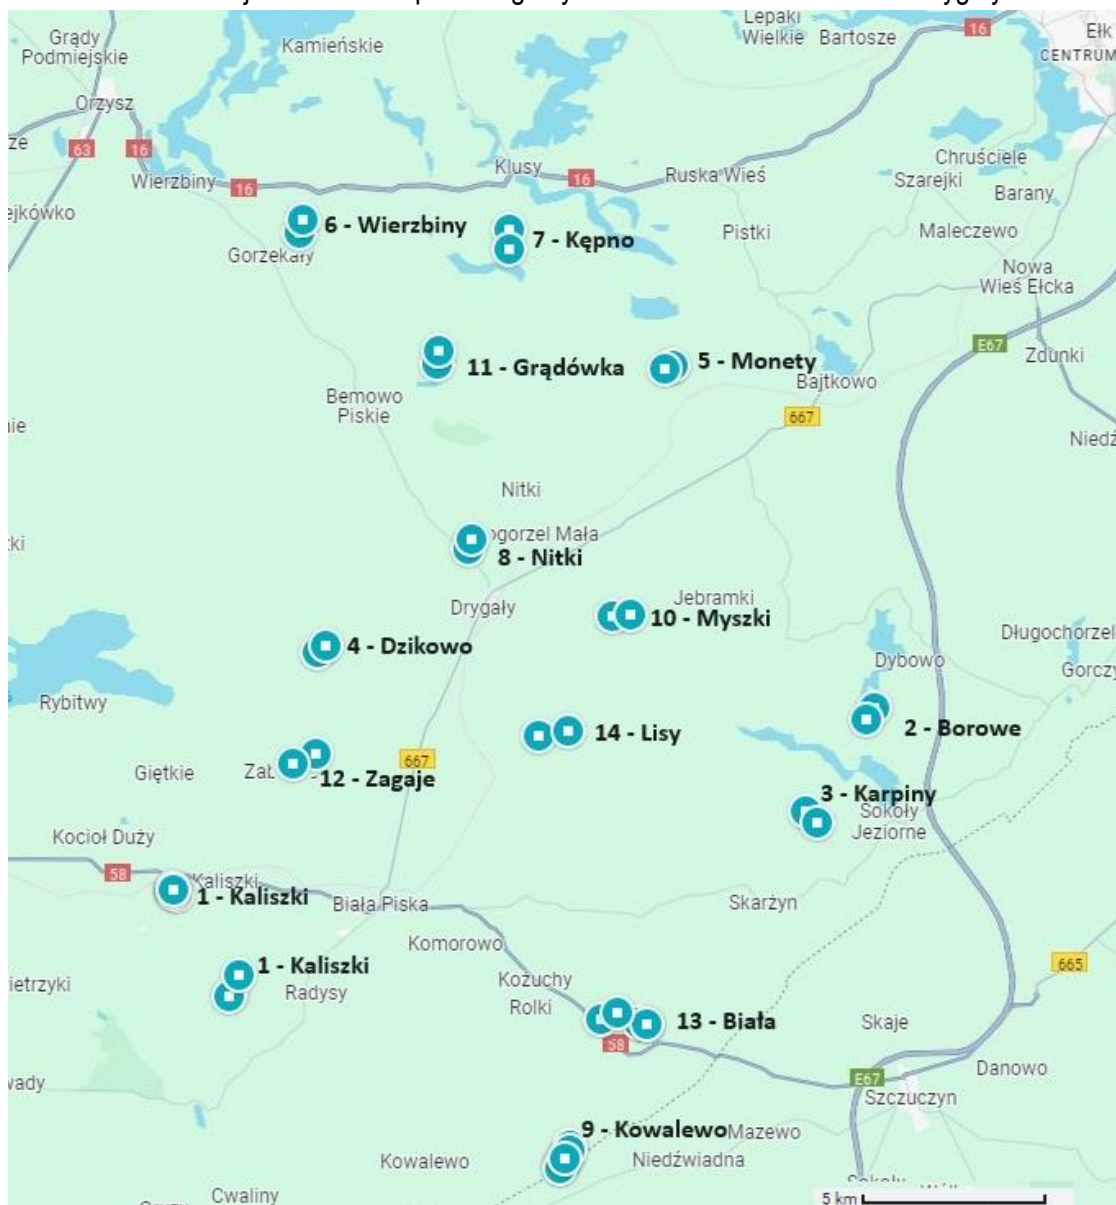 Lepaki
Wielkie
Bartosze
16
Ełk
CENTRUM
Grądy
Podmiejskie
Kamieńskie
Orzysz
63
16
Wierzbiny
16
Klusy
16
Ruska Wieś
Chruściele
Szarejki
Barany
6 - Wierzbiny
7 - Kępno
Pistki
Maleczewo
Gorzekały
Nowa
Wieś Ełcka
E67
Zdunki
11 - Grądówka
5 - Monety
Bajtkowo
Bemowo
Piskie
667
Nitki
ogorzel Mała
8 - Nitki
Drygały
Jebramki
10 - Myszki
4 - Dzikowo
Dybowo
Rybitwy
2 - Borowe
14 - Lisy
667
Giętkie
12 - Zagaje
3 - Karpiny
Sokoły
Jeziorne
Kocioł Duży
58
Kaliszki
1 - Kaliszki
Biała Piska
Skarżyn
Komorowo
1 - Kaliszki
Radysy
Kożuchy
Rolki
665
13 - Biała
58
Skaje
Danowo
E67
Szczuczyn
9 - Kowalewo
Mazewo
Kowalewo
Niedźwiadna
Cwaliny
5 km